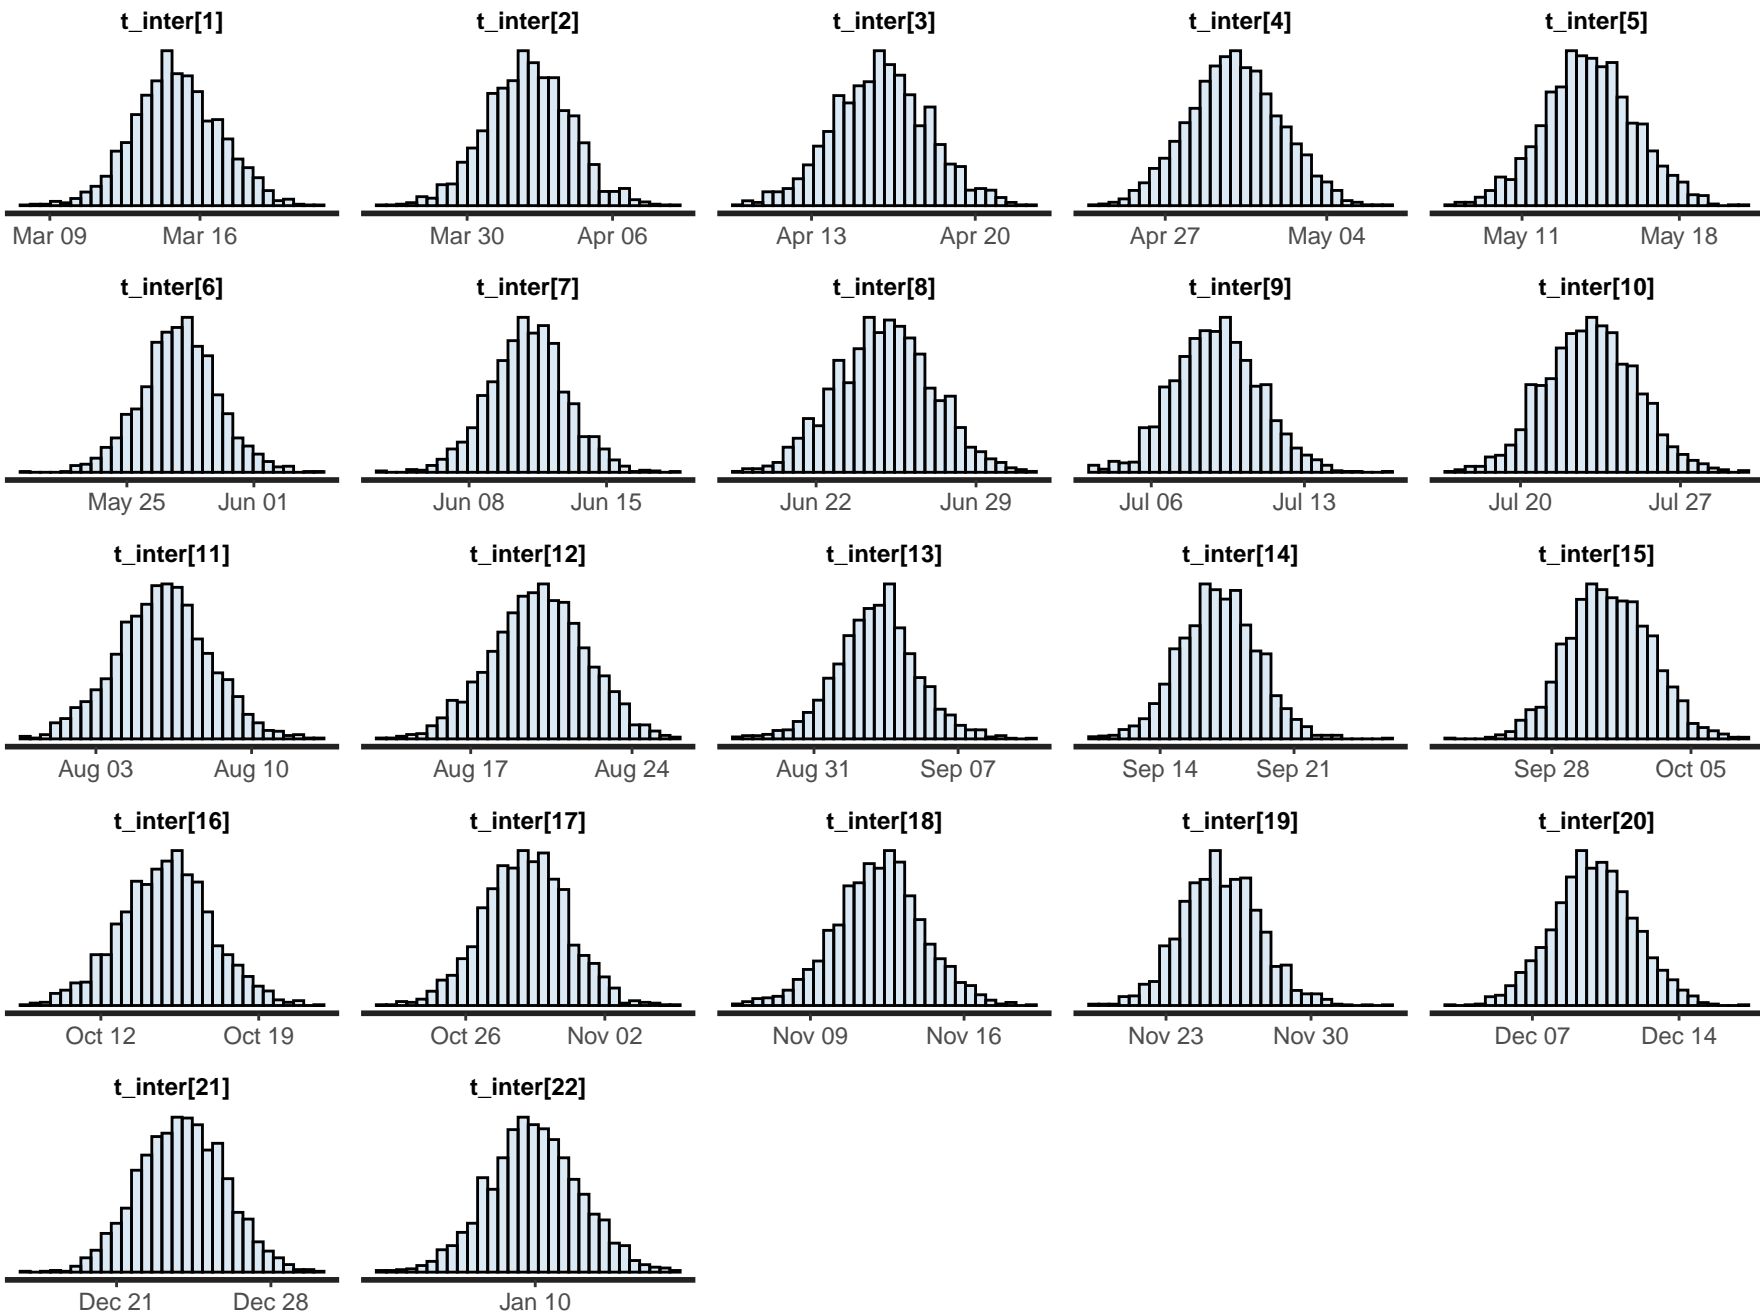 t_inter[1] t_inter[2] t_inter[3] t_inter[4] t_inter[5]
Mar 09 Mar 16 Mar 30 Apr 06 Apr 13 Apr 20 Apr 27 May 04 May 11 May 18
t_inter[6] t_inter[7] t_inter[8] t_inter[9] t_inter[10]
May 25 Jun 01 Jun 08 Jun 15 Jun 22 Jun 29 Jul 06 Jul 13 Jul 20 Jul 27
t_inter[11] t_inter[12] t_inter[13] t_inter[14] t_inter[15]
Aug 03 Aug 10 Aug 17 Aug 24 Aug 31 Sep 07 Sep 14 Sep 21 Sep 28 Oct 05
t_inter[16] t_inter[17] t_inter[18] t_inter[19] t_inter[20]
Oct 12 Oct 19 Oct 26 Nov 02 Nov 09 Nov 16 Nov 23 Nov 30 Dec 07 Dec 14
t_inter[21] t_inter[22]
Dec 21 Dec 28 Jan 10